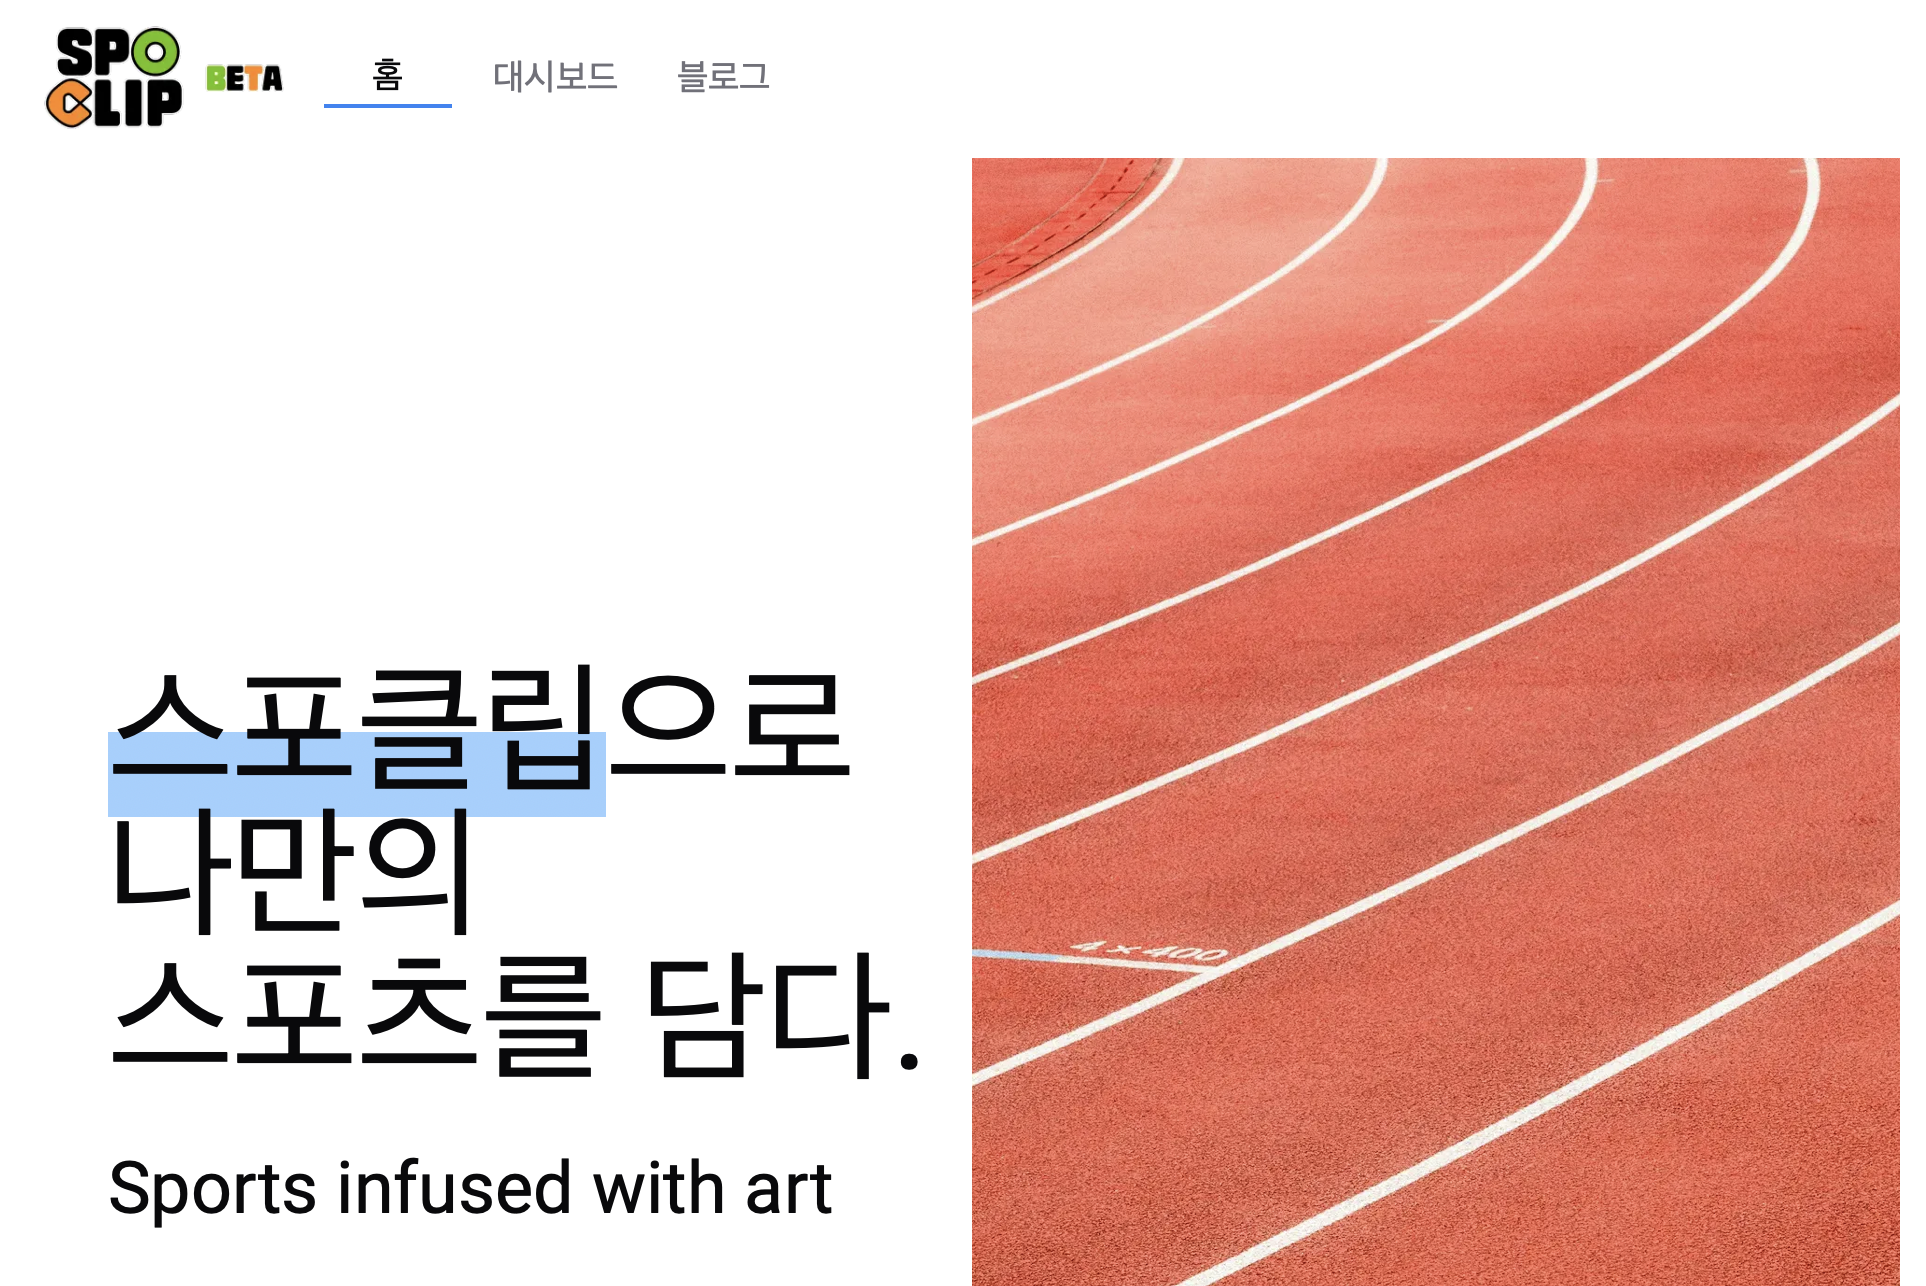 SPO
CLIP
BETA
홈
대시보드
블로그
스포클립으로
나만의
스포츠를 담다.
Sports infused with art
4 x 400